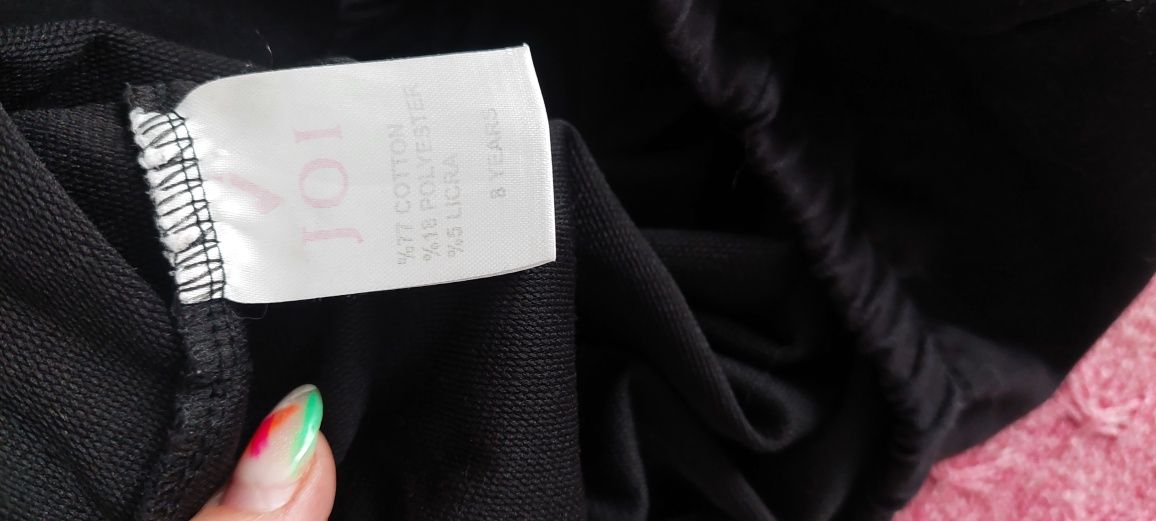 JOI
%77 COTTON
%18 POLYESTER
%5 LICRA
8 YEARS